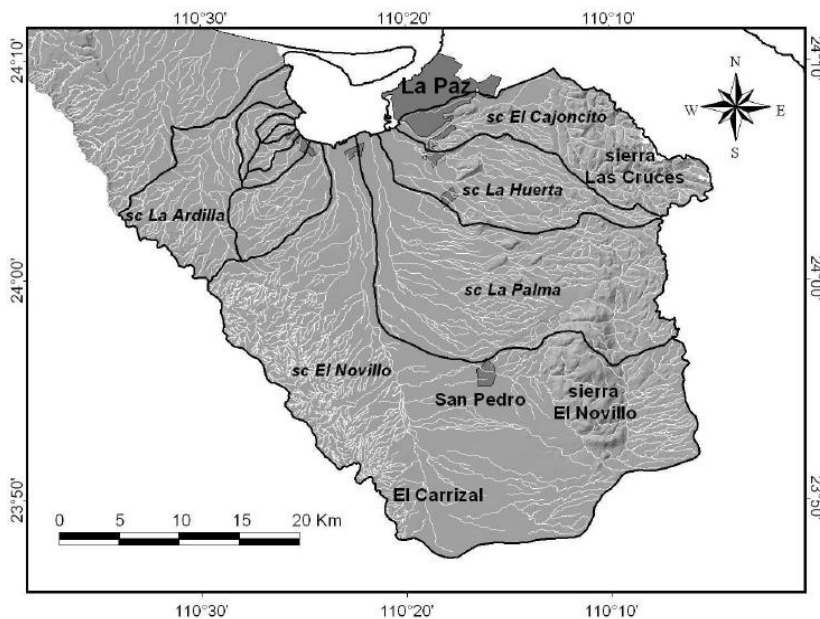 110°30'
110°20'
110°10'
24°10'
24°10'
La Paz
N
W
E
S
sc El Cajoncito
sierra
Las Cruces
sc La Huerta
sc La Ardilla
24°00'
24°00'
sc La Palma
sc El Novillo
San Pedro
sierra
El Novillo
El Carrizal
23°50'
23°50'
0 5 10 15 20 Km
110°30'
110°20'
110°10'